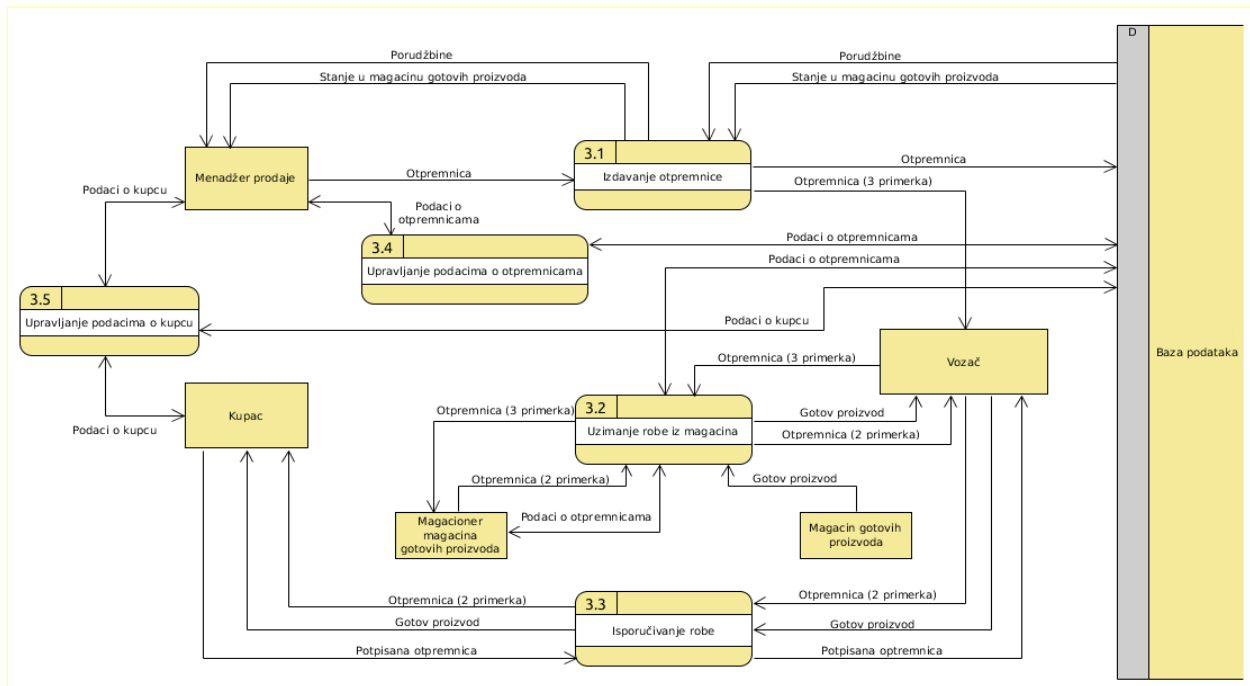 D
Porudžbine
Porudžbine
Stanje u magacinu gotovih proizvoda
Stanje u magacinu gotovih proizvoda
3.1
Izdavanje otpremnice
Menadžer prodaje
Otpremnica
Otpremnica
Otpremnica (3 primerka)
Podaci o kupcu
Podaci o
otpremnicama
3.4
Upravljanje podacima o otpremnicama
Podaci o otpremnicama
Podaci o otpremnicama
3.5
Upravljanje podacima o kupcu
Podaci o kupcu
Baza podataka
Otpremnica (3 primerka)
Vozač
Kupac
Podaci o kupcu
Otpremnica (3 primerka)
3.2
Uzimanje robe iz magacina
Gotov proizvod
Otpremnica (2 primerka)
Otpremnica (2 primerka)
Gotov proizvod
Podaci o otpremnicama
Magacioner
magacina
gotovih proizvoda
Magacin gotovih
proizvoda
Otpremnica (2 primerka)
3.3
Otpremnica (2 primerka)
Gotov proizvod
Isporučivanje robe
Gotov proizvod
Potpisana otpremnica
Potpisana optremnica